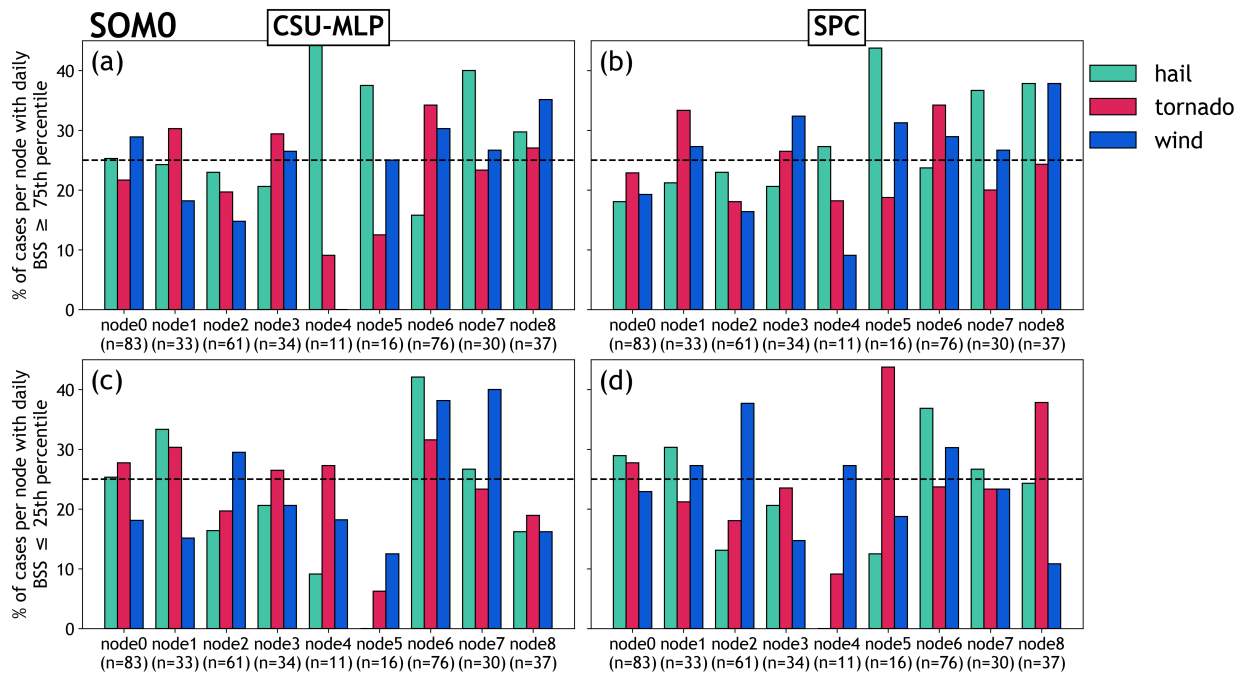 SOM0
CSU-MLP
SPC
% of cases per node with daily
BSS ≥ 75th percentile
40
30
20
10
0
(a)
(b)
hail
tornado
wind
node0 node1 node2 node3 node4 node5 node6 node7 node8
(n=83) (n=33) (n=61) (n=34) (n=11) (n=16) (n=76) (n=30) (n=37)
node0 node1 node2 node3 node4 node5 node6 node7 node8
(n=83) (n=33) (n=61) (n=34) (n=11) (n=16) (n=76) (n=30) (n=37)
% of cases per node with daily
BSS ≤ 25th percentile
40
30
20
10
0
(c)
(d)
node0 node1 node2 node3 node4 node5 node6 node7 node8
(n=83) (n=33) (n=61) (n=34) (n=11) (n=16) (n=76) (n=30) (n=37)
node0 node1 node2 node3 node4 node5 node6 node7 node8
(n=83) (n=33) (n=61) (n=34) (n=11) (n=16) (n=76) (n=30) (n=37)